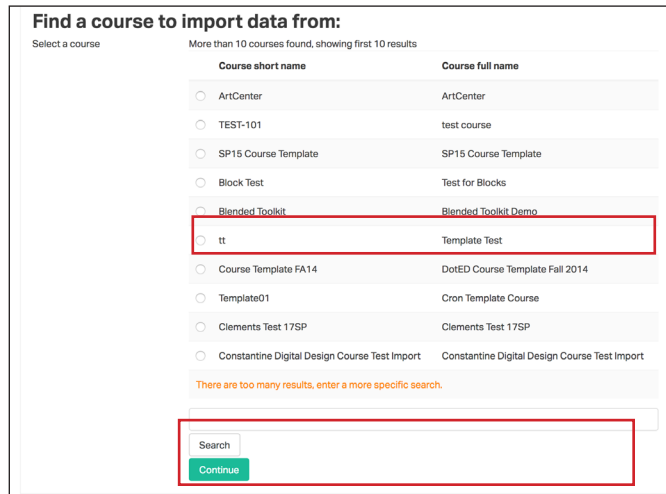 Find a course to import data from:
Select a course
More than 10 courses found, showing first 10 results
Course short name Course full name
ArtCenter ArtCenter
TEST-101 test course
SP15 Course Template SP15 Course Template
Block Test Test for Blocks
Blended Toolkit Blended Toolkit Demo
tt Template Test
Course Template FA14 DotED Course Template Fall 2014
Template01 Cron Template Course
Clements Test 17SP Clements Test 17SP
Constantine Digital Design Course Test Import Constantine Digital Design Course Test Import
There are too many results, enter a more specific search.
Search
Continue